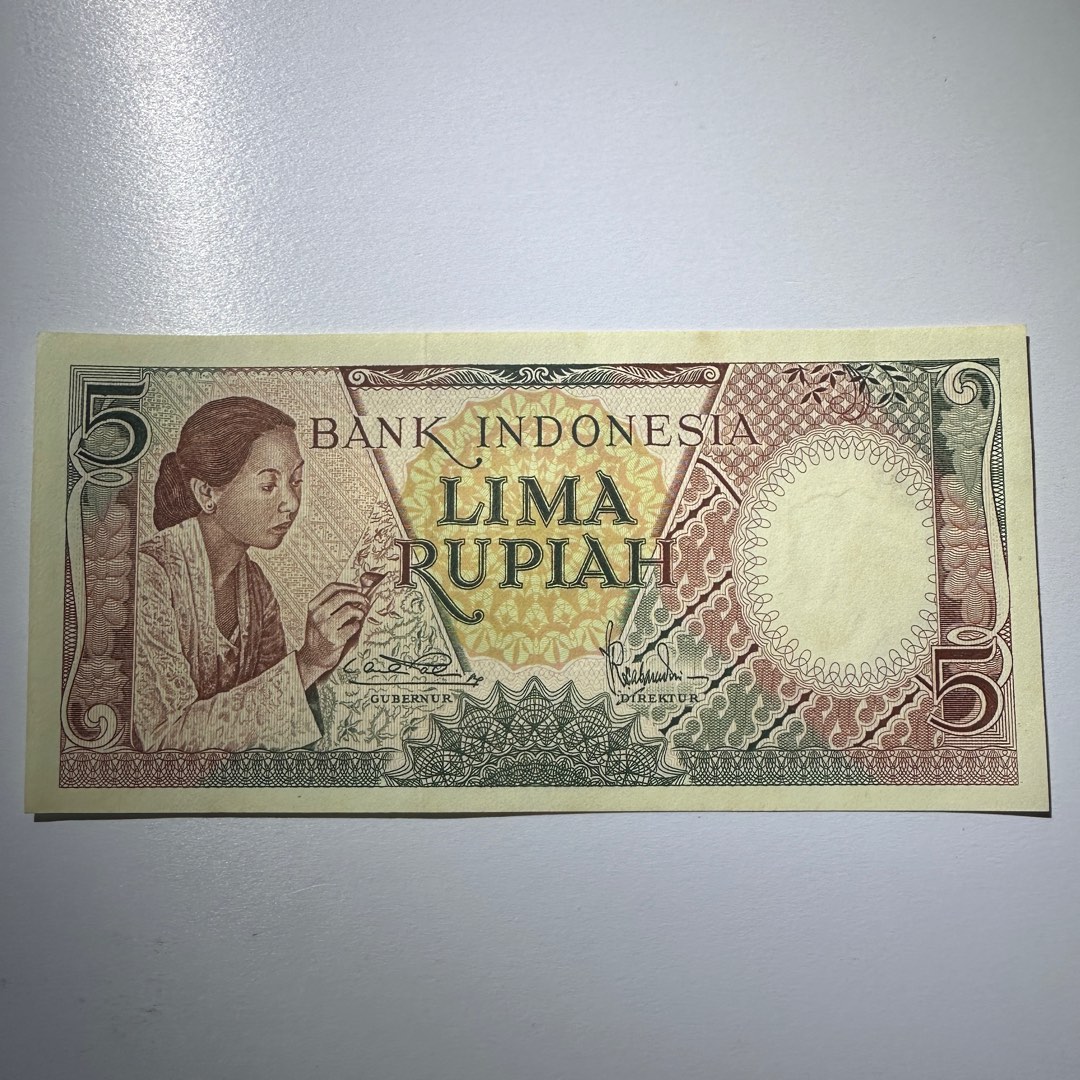 5
BANK INDONESIA
LIMA
RUPIAH
GUBERNUR
DIREKTUR
5